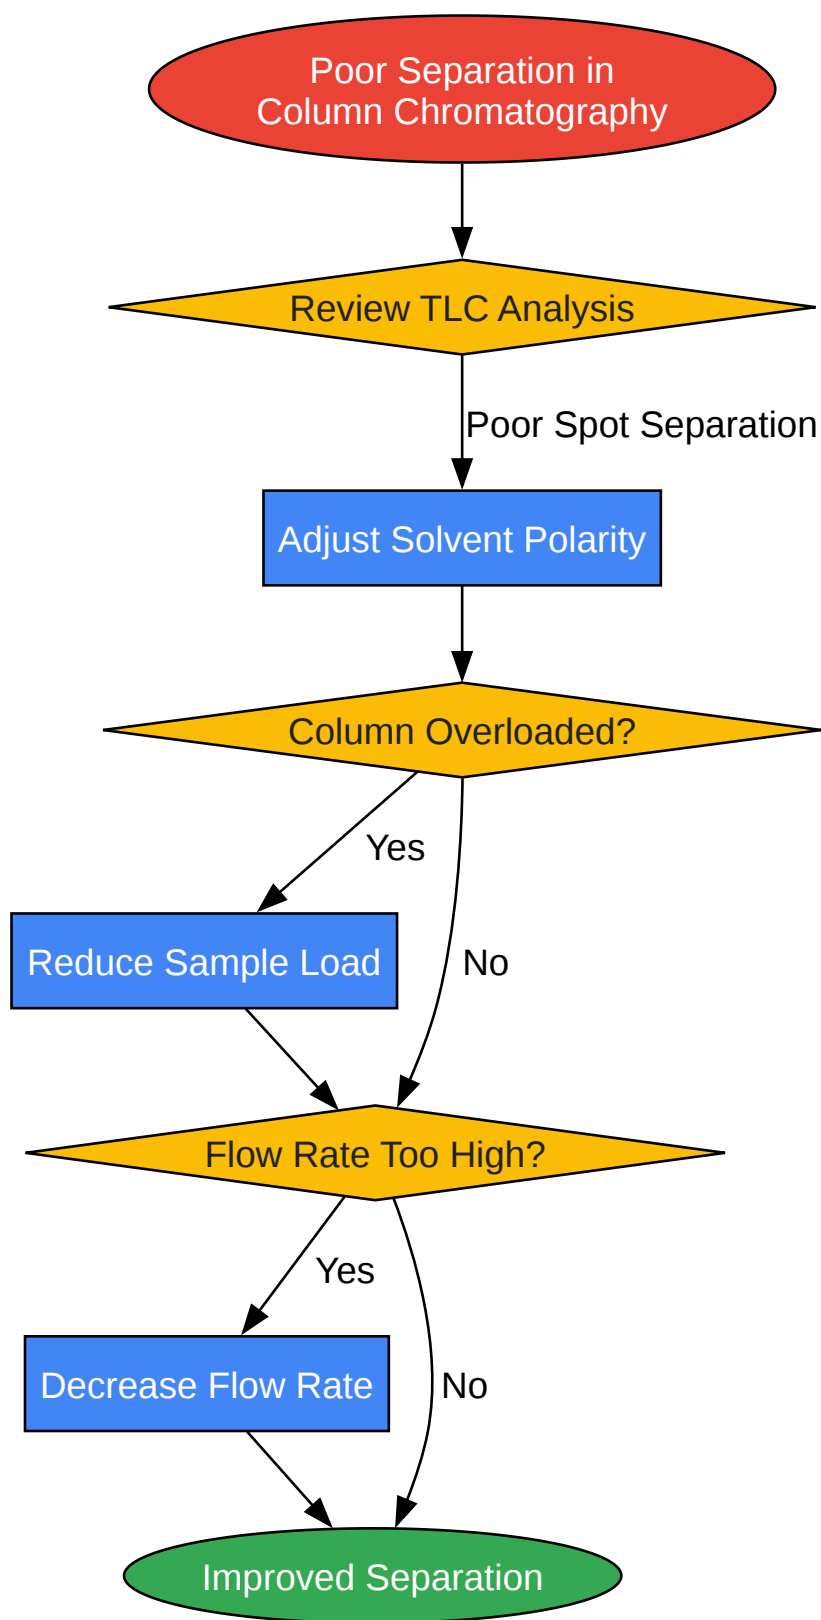 Poor Separation in
Column Chromatography
Review TLC Analysis
Poor Spot Separation
Adjust Solvent Polarity
Column Overloaded?
Yes
Reduce Sample Load
No
Flow Rate Too High?
Yes
Decrease Flow Rate
No
Improved Separation